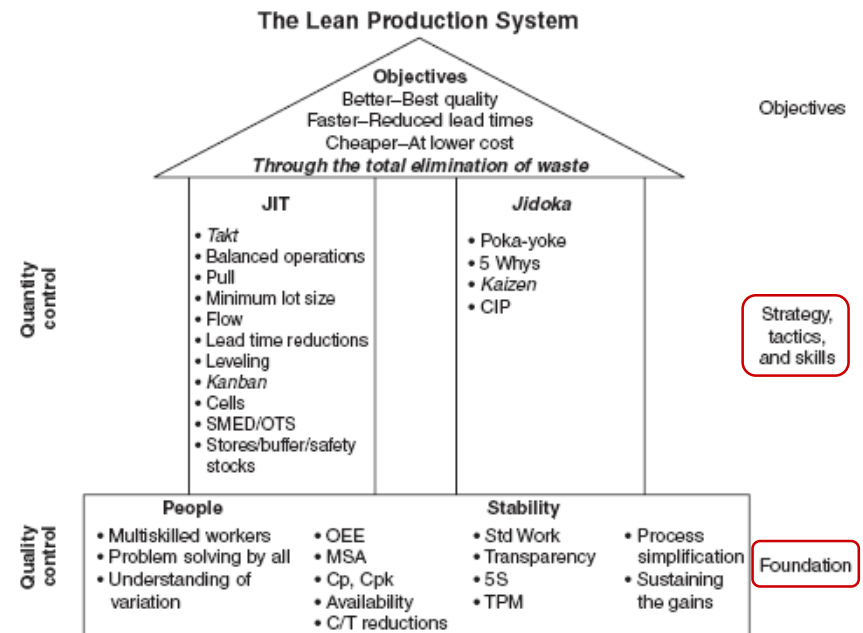 The Lean Production System
Objectives
Better–Best quality
Faster–Reduced lead times
Cheaper–At lower cost
Through the total elimination of waste
Objectives
Quantity
control
JIT
• Takt
• Balanced operations
• Pull
• Minimum lot size
• Flow
• Lead time reductions
• Leveling
• Kanban
• Cells
• SMED/OTS
• Stores/buffer/safety
stocks
Jidoka
• Poka-yoke
• 5 Whys
• Kaizen
• CIP
Strategy,
tactics,
and skills
Quality
control
People
• Multiskilled workers
• Problem solving by all
• Understanding of
variation
• OEE
• MSA
• Cp, Cpk
• Availability
• C/T reductions
Stability
• Std Work
• Transparency
• 5S
• TPM
• Process
simplification
• Sustaining
the gains
Foundation